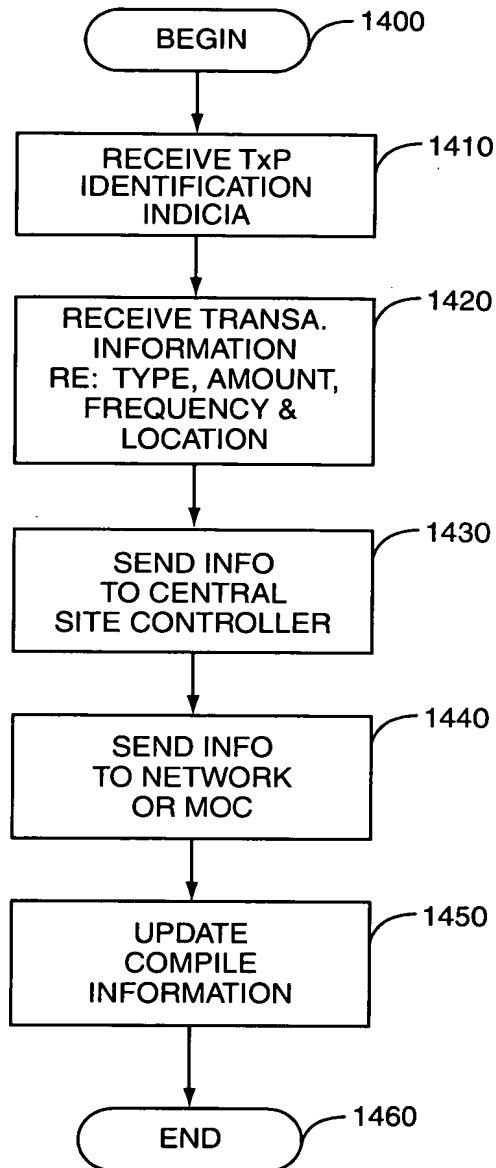 BEGIN
1400
RECEIVE TxP
IDENTIFICATION
INDICIA
1410
RECEIVE TRANSA.
INFORMATION
RE: TYPE, AMOUNT,
FREQUENCY &
LOCATION
1420
SEND INFO
TO CENTRAL
SITE CONTROLLER
1430
SEND INFO
TO NETWORK
OR MOC
1440
UPDATE
COMPILE
INFORMATION
1450
END
1460